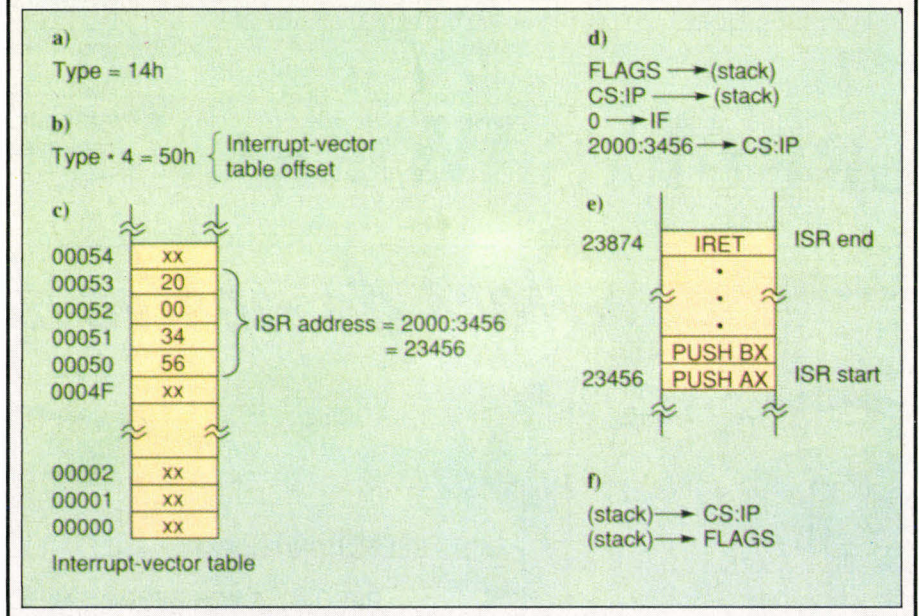 a)
Type = 14h
b)
Type • 4 = 50h { Interrupt-vector
table offset
c)
00054 xx
00053 20
00052 00
00051 34
00050 56
0004F xx
ISR address = 2000:3456
= 23456
00002 xx
00001 xx
00000 xx
Interrupt-vector table
d)
FLAGS → (stack)
CS:IP → (stack)
0 → IF
2000:3456 → CS:IP
e)
23874 IRET ISR end
PUSH BX
23456 PUSH AX ISR start
f)
(stack) → CS:IP
(stack) → FLAGS